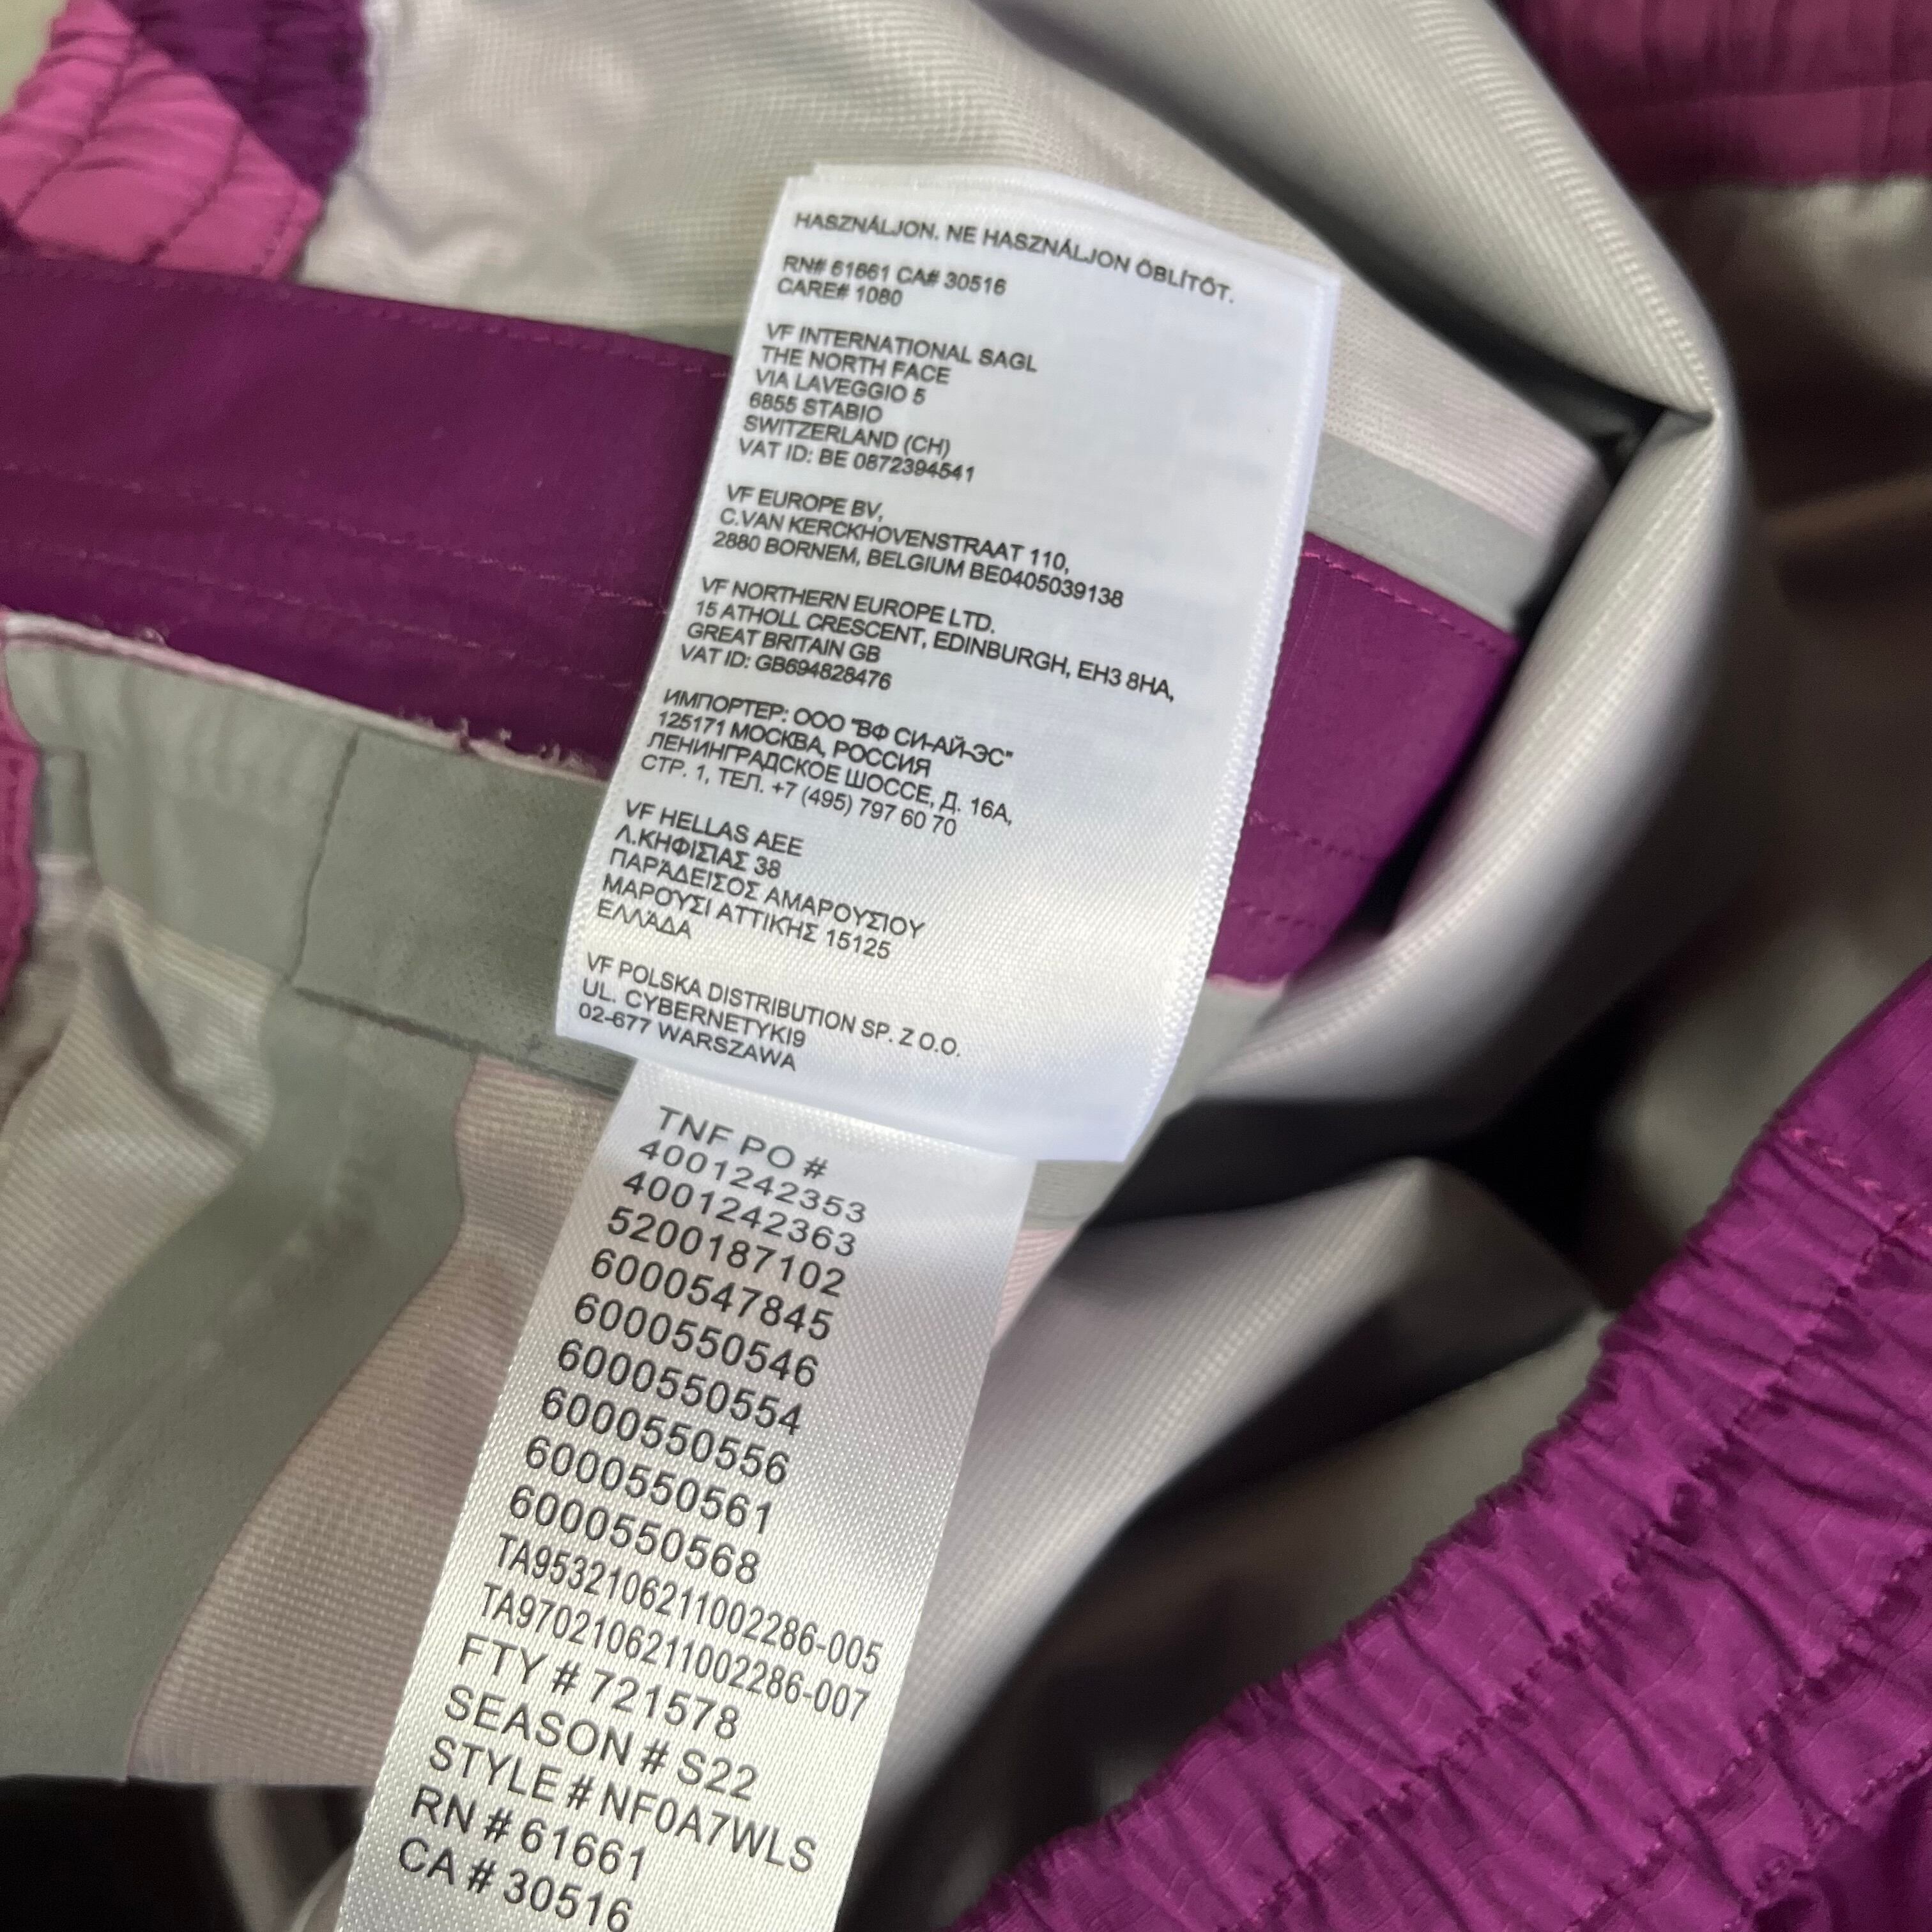 HASZNÁLJON. NE HASZNÁLJON ÖBLÍTŐT.
RN# 61661 CA# 30516
CARE# 1080
VF INTERNATIONAL SAGL
THE NORTH FACE
VIA LAVEGGIO 5
6855 STABIO
SWITZERLAND (CH)
VAT ID: BE 0872394541
VF EUROPE BV,
C.VAN KERCKHOVENSTRAAT 110,
2880 BORNEM, BELGIUM BE0405039138
VF NORTHERN EUROPE LTD.
15 ATHOLL CRESCENT, EDINBURGH, EH3 8HA,
GREAT BRITAIN GB
VAT ID: GB694828476
ИМПОРТЕР: ООО "ВФ СИ-АЙ-ЭС"
125171 МОСКВА, РОССИЯ
ЛЕНИНГРАДСКОЕ ШОССЕ, Д. 16А,
СТР. 1, ТЕЛ. +7 (495) 797 60 70
VF HELLAS AEE
Λ.ΚΗΦΙΣΙΑΣ 38
ΠΑΡΆΔΕΙΣΟΣ ΑΜΑΡΟΥΣΊΟΥ
ΜΑΡΟΎΣΙ ΑΤΤΙΚΉΣ 15125
ΕΛΛΆΔΑ
VF POLSKA DISTRIBUTION SP. Z O.O.
UL. CYBERNETYKI9
02-677 WARSZAWA
TNF PO #
4001242353
4001242363
5200187102
6000547845
6000550546
6000550554
6000550556
6000550561
6000550568
TA9532106211002286-005
TA9702106211002286-007
FTY # 721578
SEASON # S22
STYLE # NF0A7WLS
RN # 61661
CA # 30516